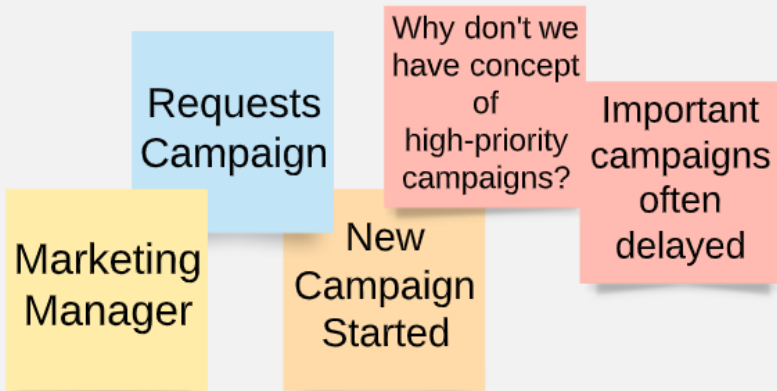 Requests
Campaign
Marketing
Manager
New
Campaign
Started
Why don't we
have concept
of
high-priority
campaigns?
Important
campaigns
often
delayed